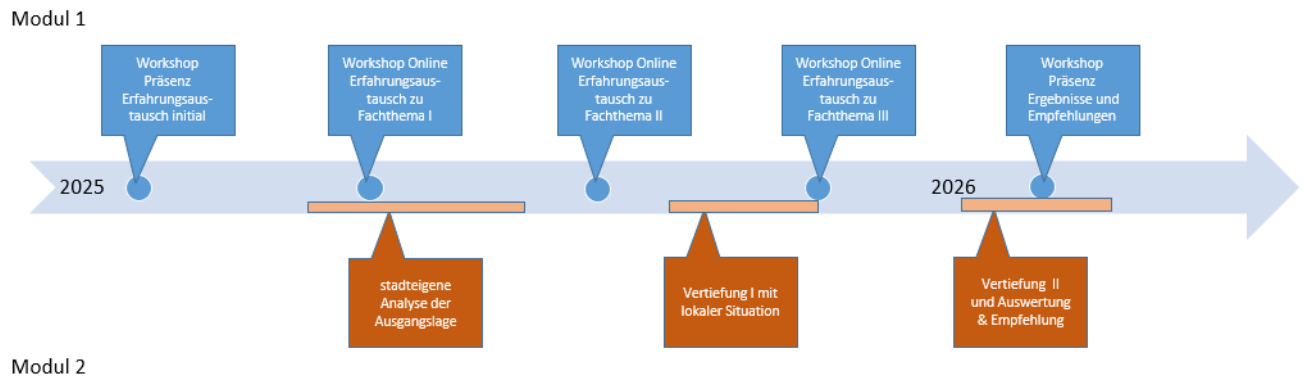 Modul 1
Workshop
Präsenz
Erfahrungsaus-
tausch initial
Workshop Online
Erfahrungsaus-
tausch zu
Fachthema I
Workshop Online
Erfahrungsaus-
tausch zu
Fachthema II
Workshop Online
Erfahrungsaus-
tausch zu
Fachthema III
Workshop
Präsenz
Ergebnisse und
Empfehlungen
2025
2026
stadteigene
Analyse der
Ausgangslage
Vertiefung I mit
lokaler Situation
Vertiefung II
und Auswertung
& Empfehlung
Modul 2